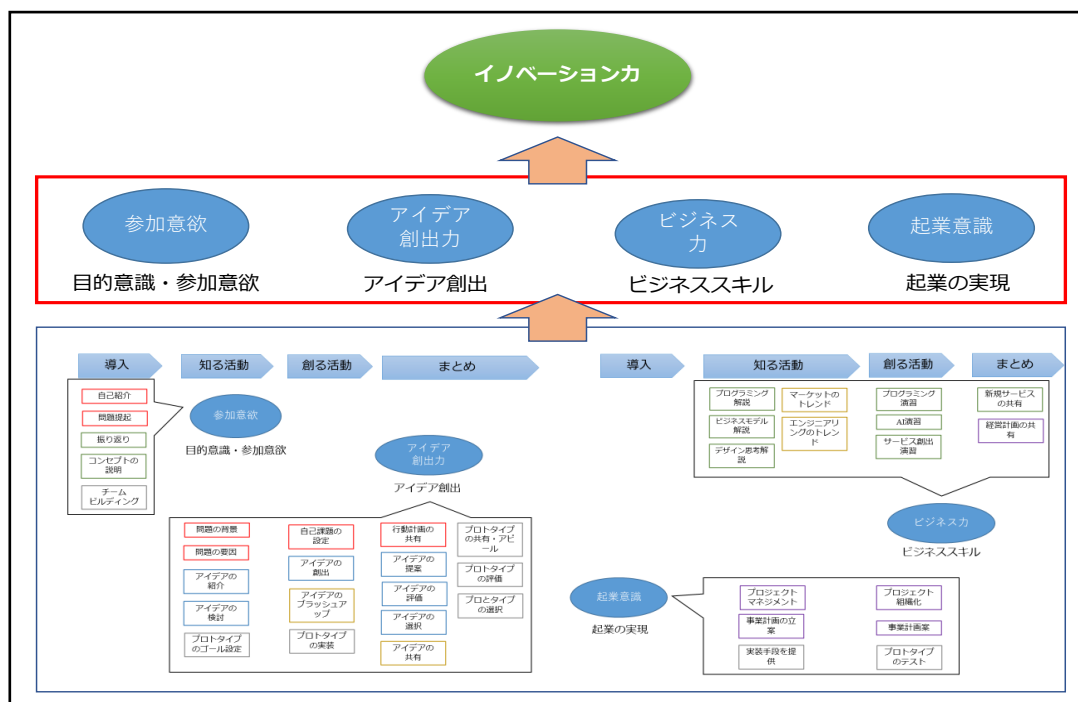 イノベーション力
参加意欲
アイデア
創出力
ビジネス
力
起業意識
目的意識・参加意欲
アイデア創出
ビジネススキル
起業の実現
導入
知る活動
創る活動
まとめ
自己紹介
問題提起
振り返り
コンセプトの
説明
チーム
ビルディング
参加意欲
目的意識・参加意欲
アイデア
創出力
アイデア創出
問題の背景
問題の要因
アイデアの
紹介
アイデアの
検討
プロトタイプ
のゴール設定
自己課題の
設定
アイデアの
創出
アイデアの
ブラッシュア
ップ
プロトタイプ
の実装
行動計画の
共有
アイデアの
提案
アイデアの
評価
アイデアの
選択
アイデアの
共有
プロトタイプ
の共有・アピ
ール
プロトタイプ
の評価
プロとタイプ
の選択
導入
知る活動
創る活動
まとめ
プログラミング
解説
ビジネスモデル
解説
デザイン思考解
説
マーケットの
トレンド
エンジニアリ
ングのトレン
ド
プログラミング
演習
AI演習
サービス創出
演習
新規サービス
の共有
経営計画の共
有
ビジネス力
ビジネススキル
起業意識
起業の実現
プロジェクト
マネジメント
事業計画の立
案
実装手段を提
供
プロジェクト
組織化
事業計画案
プロトタイプ
のテスト